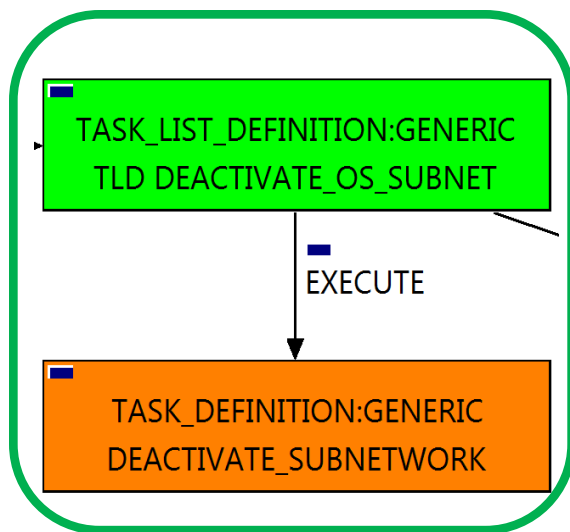 TASK_LIST_DEFINITION:GENERIC
TLD DEACTIVATE_OS_SUBNET
EXECUTE
TASK_DEFINITION:GENERIC
DEACTIVATE_SUBNETWORK